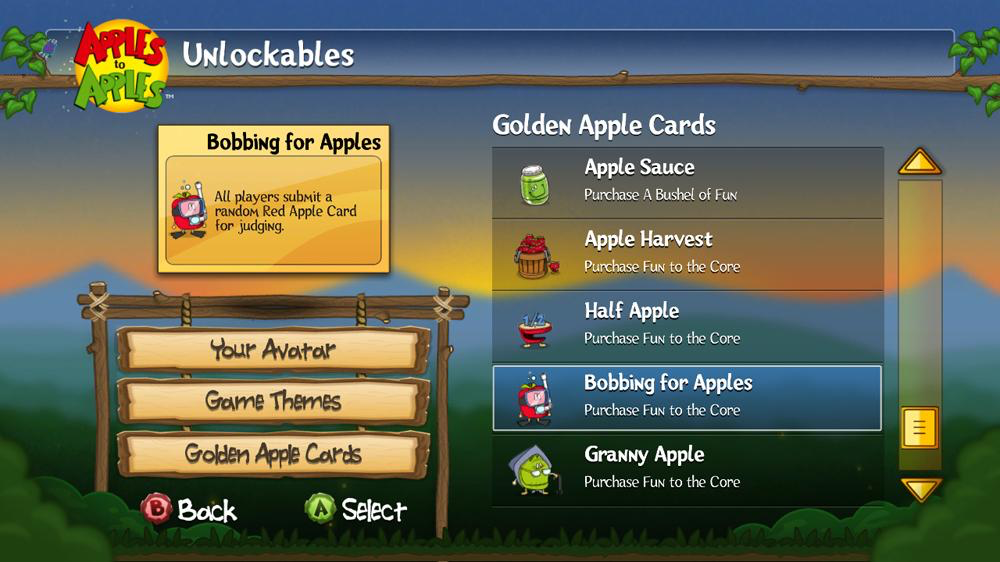 APPLES
to
APPLES™
Unlockables
Bobbing for Apples
All players submit a
random Red Apple Card
for judging.
Your Avatar
Game Themes
Golden Apple Cards
B Back
A Select
Golden Apple Cards
Apple Sauce
Purchase A Bushel of Fun
Apple Harvest
Purchase Fun to the Core
1/2
Half Apple
Purchase Fun to the Core
Bobbing for Apples
Purchase Fun to the Core
Granny Apple
Purchase Fun to the Core